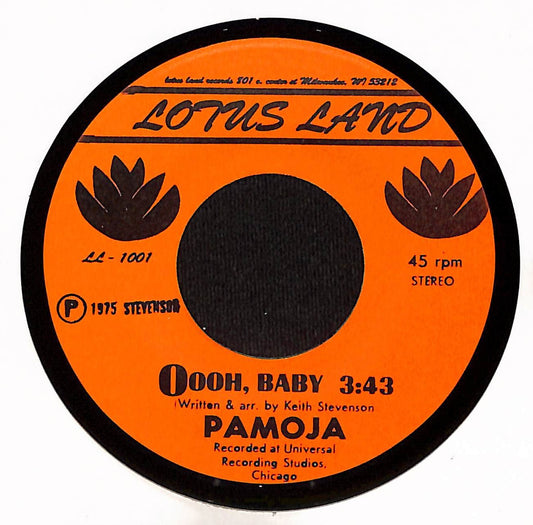 lotus land records 801 e. center st Milwaukee, WI 53212
LOTUS LAND
LL - 1001
45 rpm
STEREO
Ⓟ 1975 STEVENSON
OOOH, BABY 3:43
(Written & arr. by Keith Stevenson
PAMOJA
Recorded at Universal
Recording Studios,
Chicago